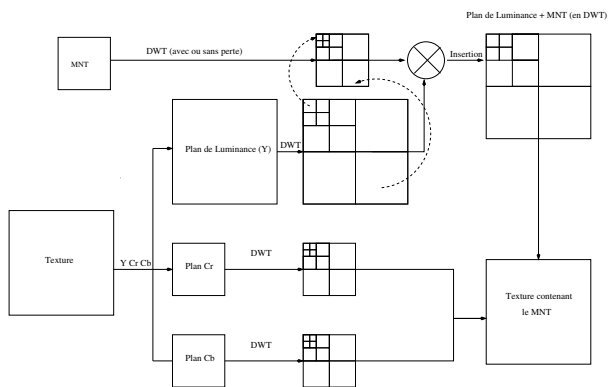 Plan de Luminance + MNT (en DWT)
DWT (avec ou sans perte)
MNT
Insertion
Plan de Luminance (Y)
DWT
Texture
Y Cr Cb
Plan Cr
DWT
Texture contenant
le MNT
Plan Cb
DWT